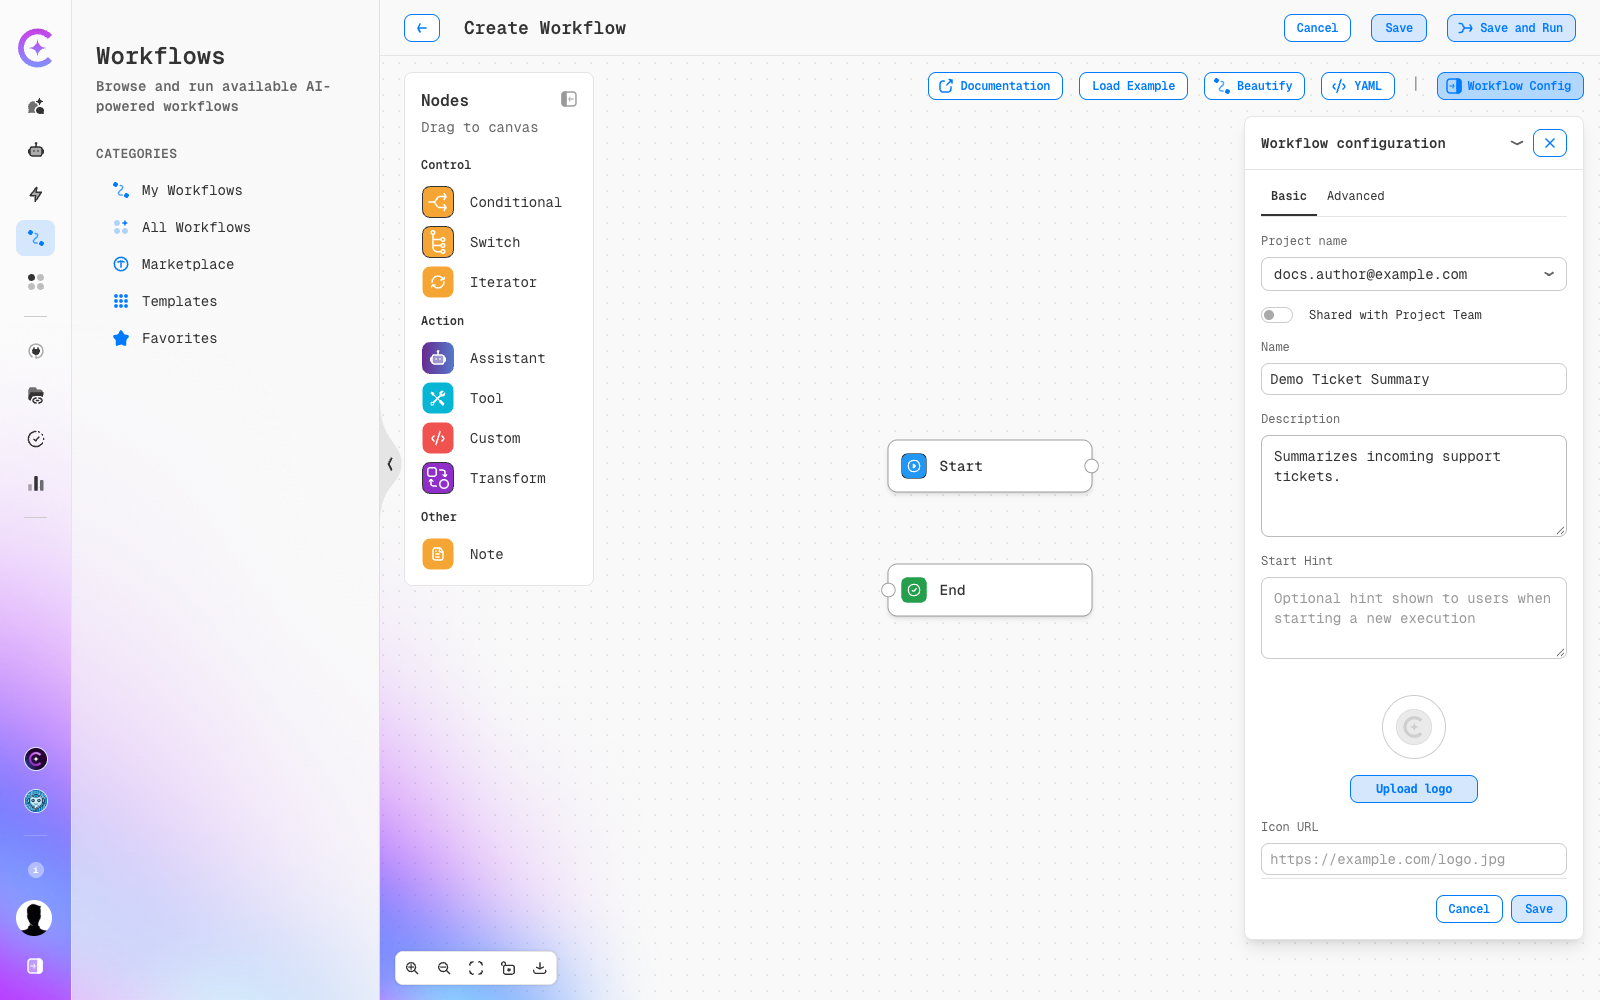 Workflows
Browse and run available AI-
powered workflows
CATEGORIES
My Workflows
All Workflows
Marketplace
Templates
Favorites
Create Workflow
Cancel
Save
Save and Run
Documentation
Load Example
Beautify
YAML
Workflow Config
Nodes
Drag to canvas
Control
Conditional
Switch
Iterator
Action
Assistant
Tool
Custom
Transform
Other
Note
Start
End
Workflow configuration
Basic
Advanced
Project name
docs.author@example.com
Shared with Project Team
Name
Demo Ticket Summary
Description
Summarizes incoming support
tickets.
Start Hint
Optional hint shown to users when
starting a new execution
Upload logo
Icon URL
https://example.com/logo.jpg
Cancel
Save